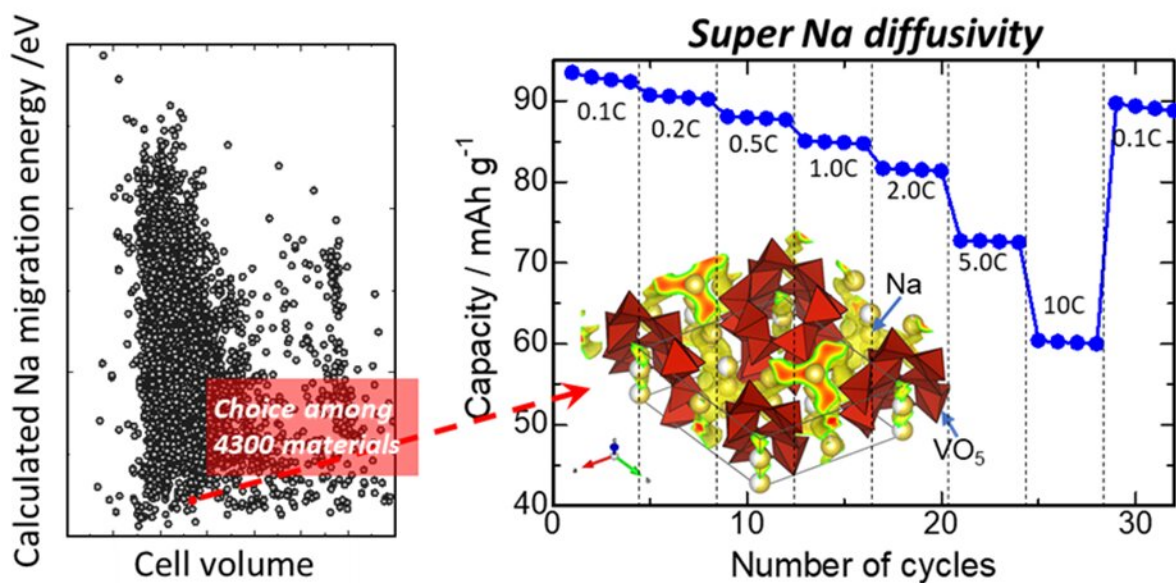 Calculated Na migration energy /eV
Cell volume
Choice among
4300 materials
Super Na diffusivity
Capacity / mAh g⁻¹
90
80
70
60
50
40
0.1C
0.2C
0.5C
1.0C
2.0C
5.0C
10C
0.1C
Na
VO₅
0
10
20
30
Number of cycles